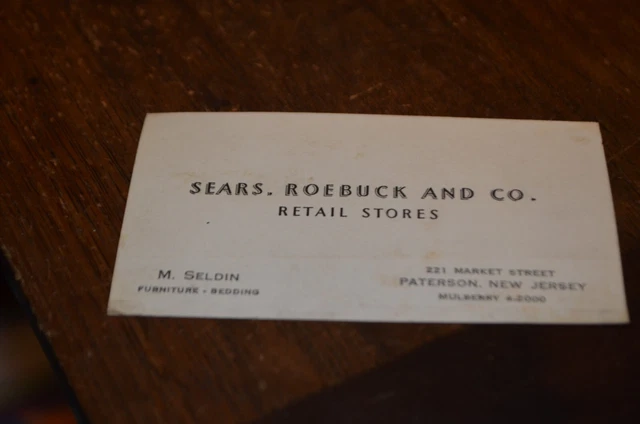 SEARS, ROEBUCK AND CO.
RETAIL STORES
M. SELDIN
FURNITURE - BEDDING
221 MARKET STREET
PATERSON, NEW JERSEY
MULBERRY 4-2000